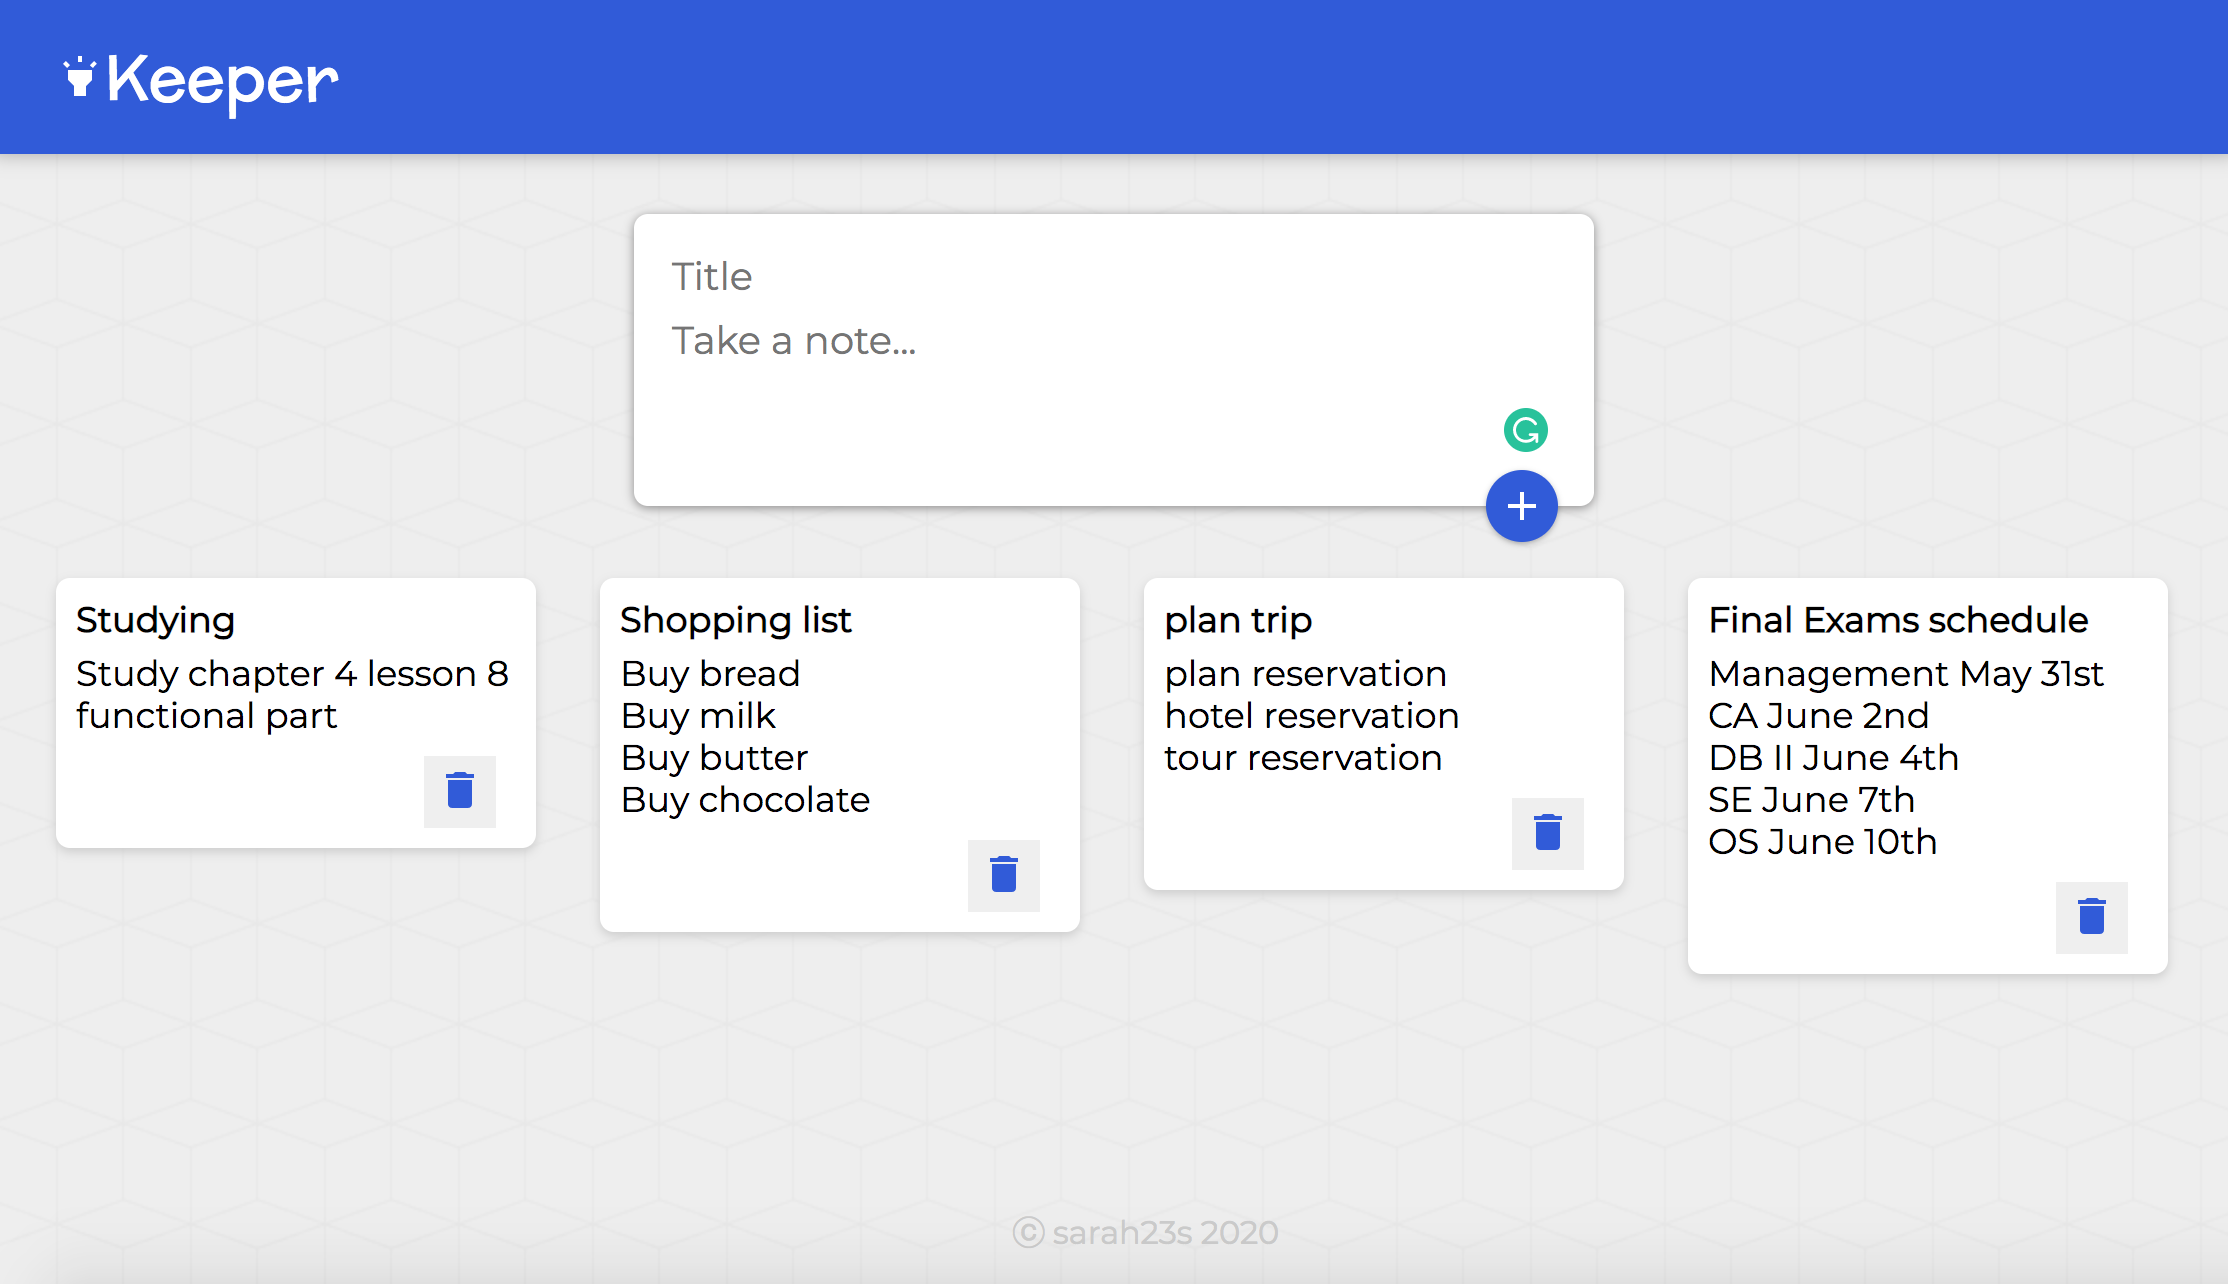 Keeper
Title
Take a note...
Studying
Study chapter 4 lesson 8
functional part
Shopping list
Buy bread
Buy milk
Buy butter
Buy chocolate
plan trip
plan reservation
hotel reservation
tour reservation
Final Exams schedule
Management May 31st
CA June 2nd
DB II June 4th
SE June 7th
OS June 10th
ⓒ sarah23s 2020